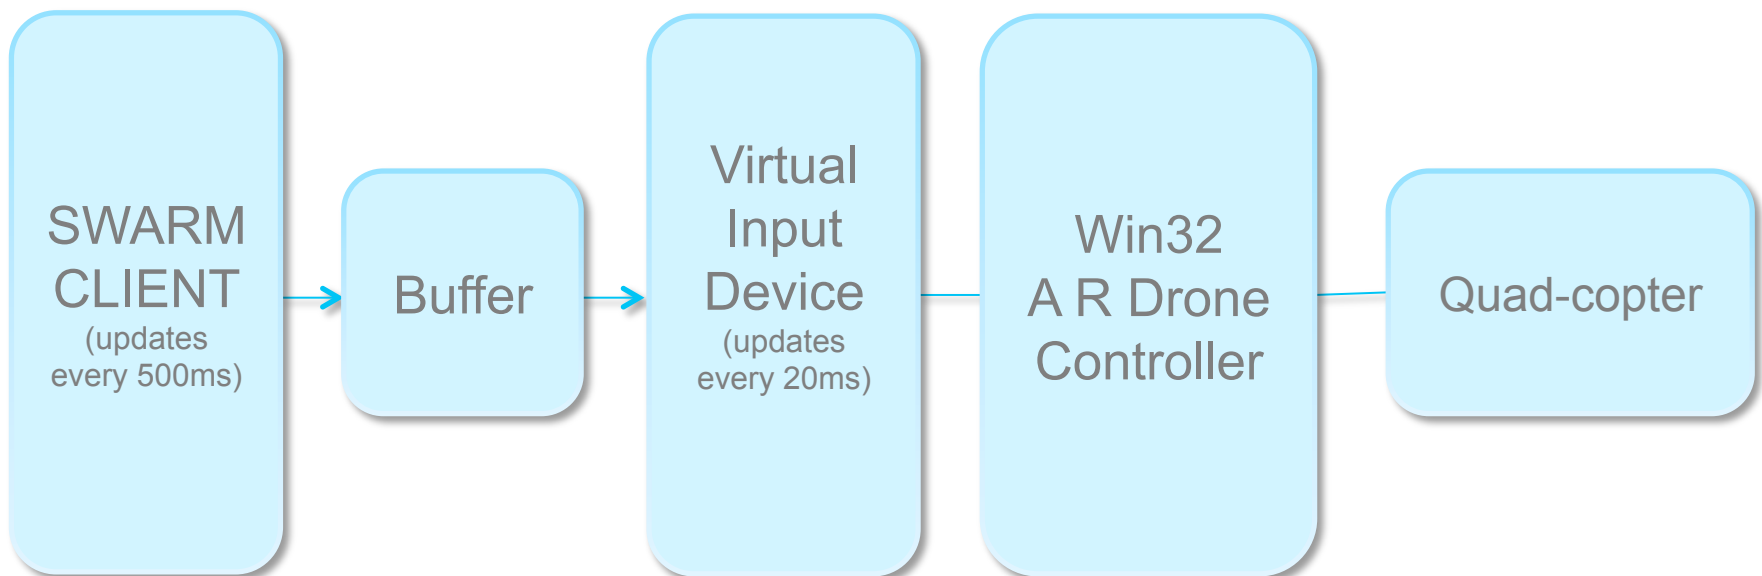 SWARM
CLIENT
(updates
every 500ms)
Buffer
Virtual
Input
Device
(updates
every 20ms)
Win32
A R Drone
Controller
Quad-copter